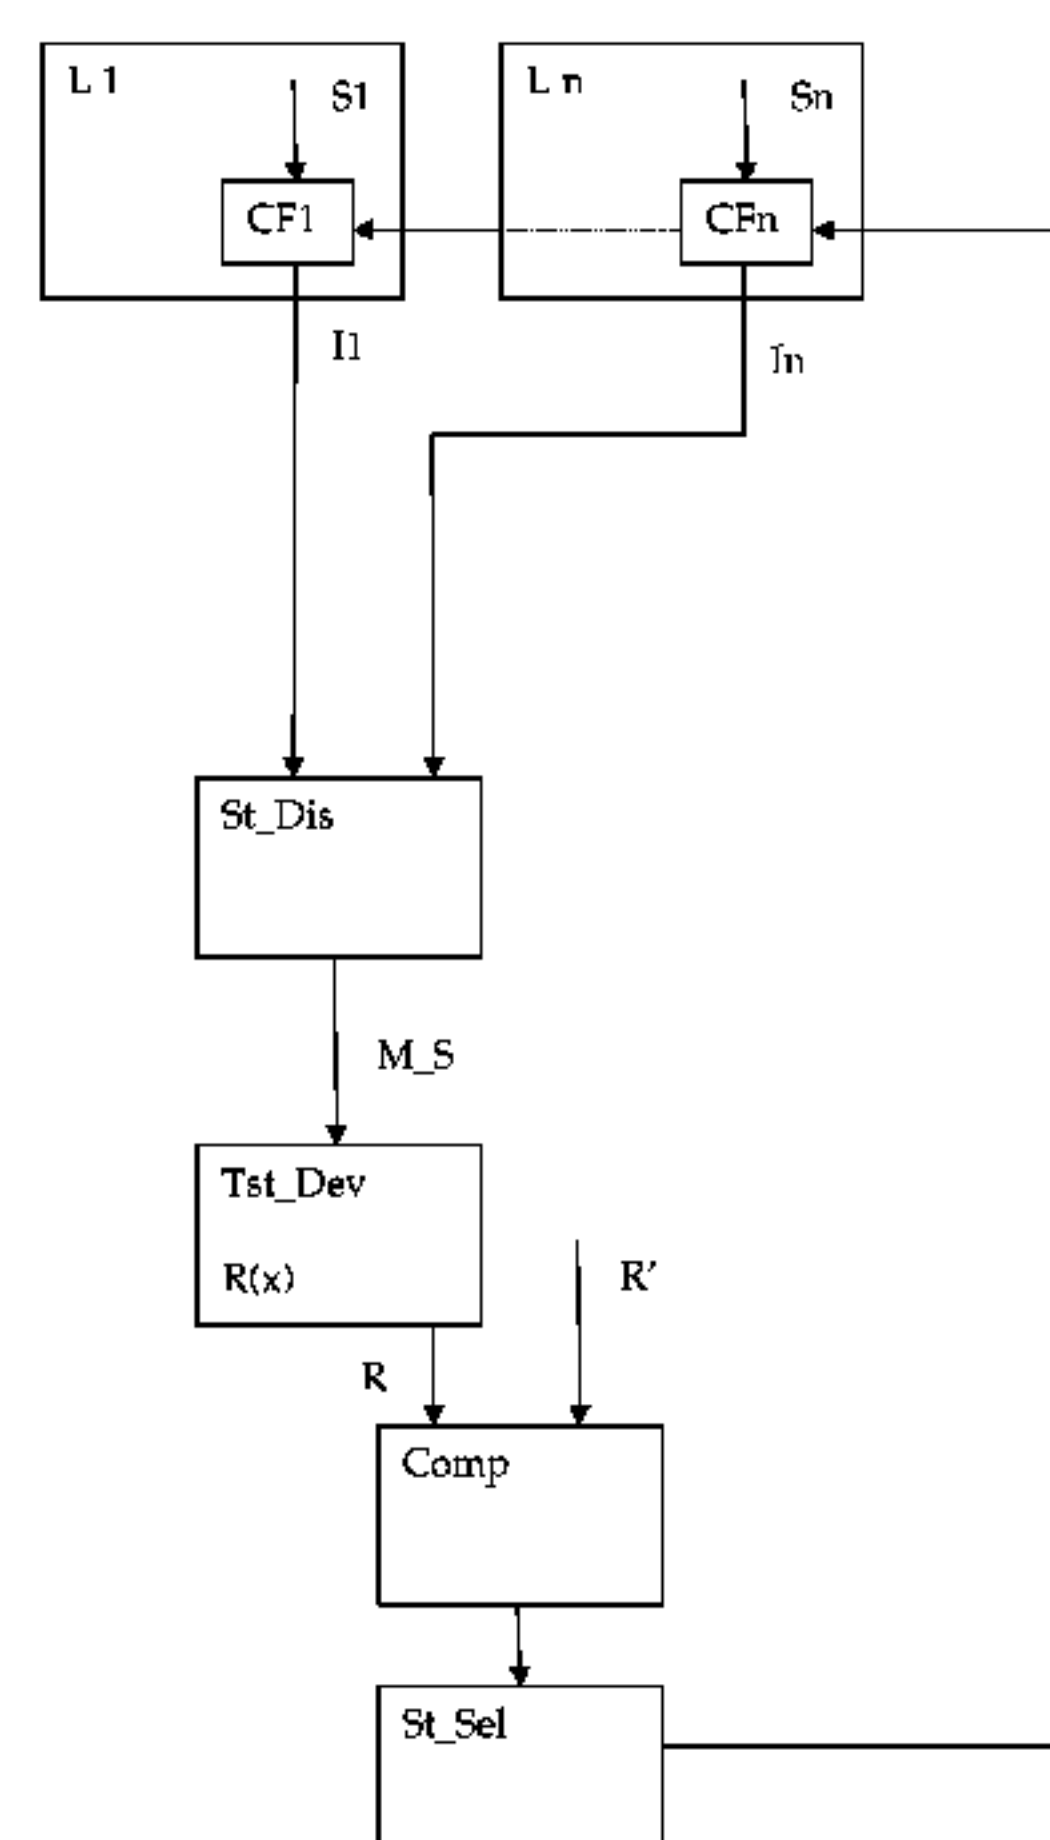 L 1
S1
L n
Sn
CF1
CFn
I1
In
St_Dis
M_S
Tst_Dev
R(x)
R'
R
Comp
St_Sel